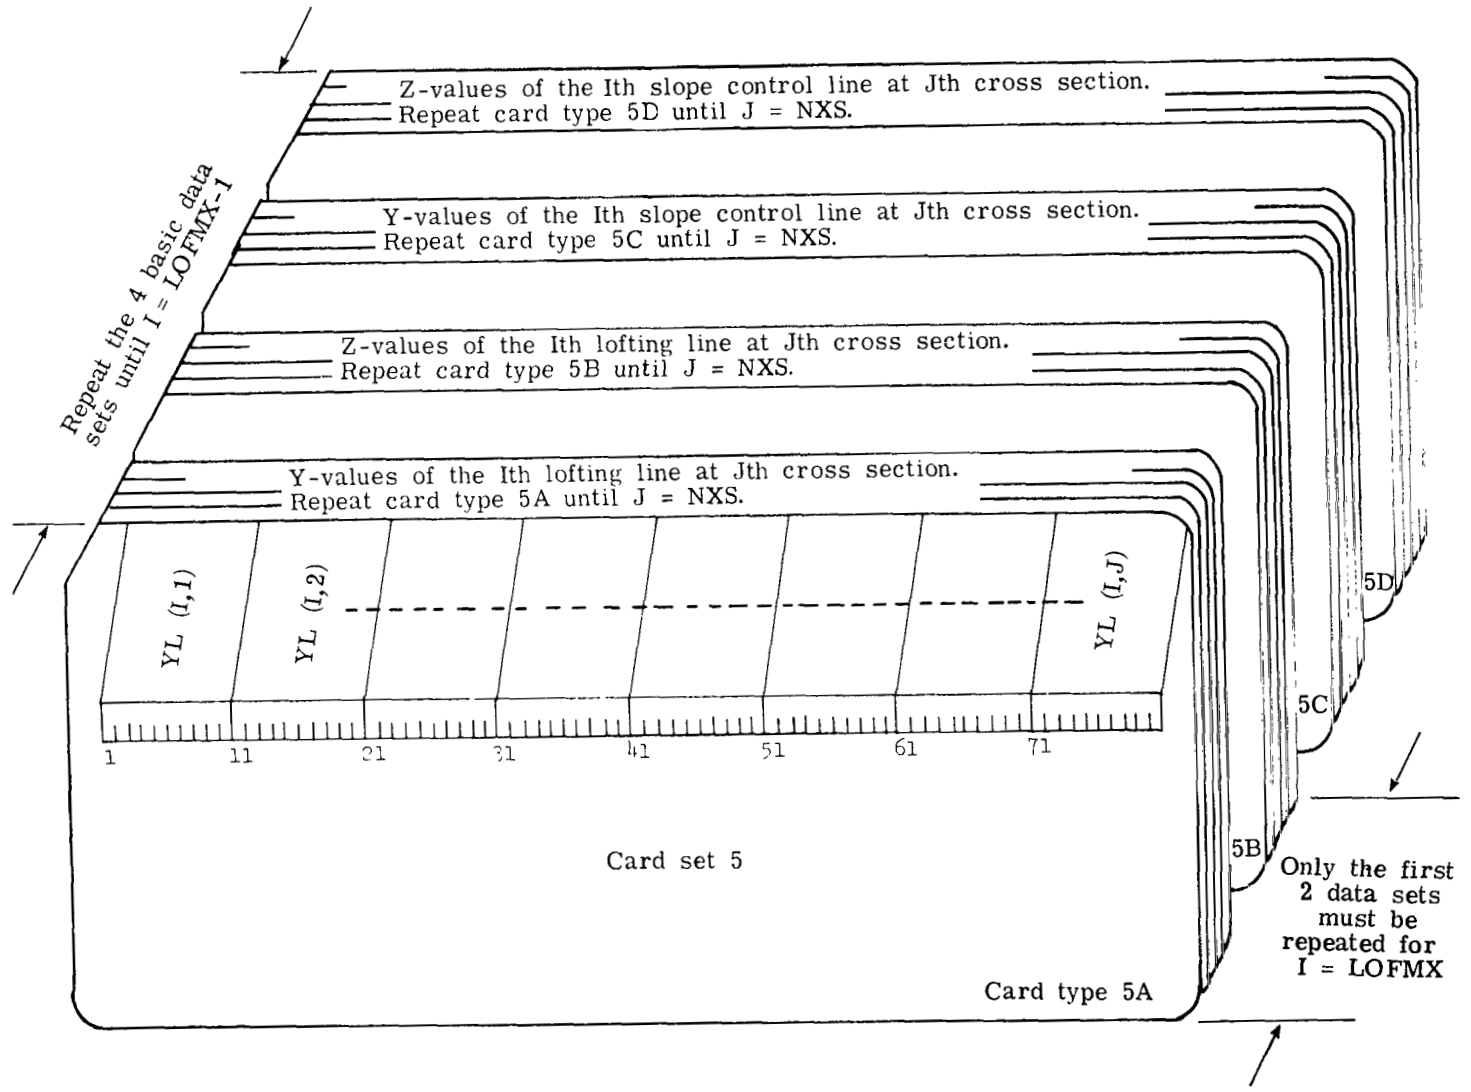 Z-values of the Ith slope control line at Jth cross section.
Repeat card type 5D until J = NXS.
Y-values of the Ith slope control line at Jth cross section.
Repeat card type 5C until J = NXS.
Z-values of the Ith lofting line at Jth cross section.
Repeat card type 5B until J = NXS.
Y-values of the Ith lofting line at Jth cross section.
Repeat card type 5A until J = NXS.
Repeat the 4 basic data
sets until I = LOFMX-1
YL (I,1)
YL (I,2)
YL (I,J)
1 11 21 31 41 51 61 71
5D
5C
5B
Card set 5
Card type 5A
Only the first
2 data sets
must be
repeated for
I = LOFMX